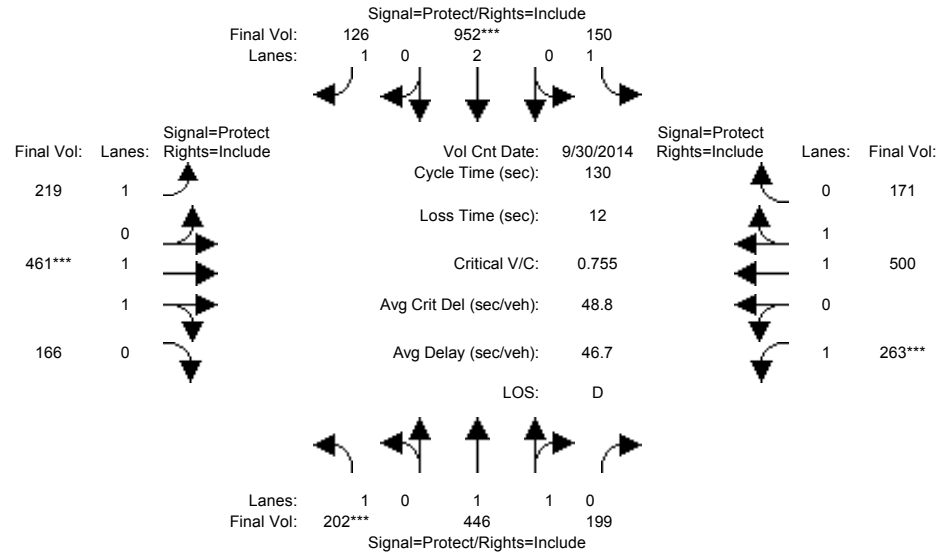 Signal=Protect/Rights=Include
Final Vol: 126 952*** 150
Lanes: 1 0 2 0 1
Signal=Protect Signal=Protect
Final Vol: Lanes: Rights=Include Vol Cnt Date: 9/30/2014 Rights=Include Lanes: Final Vol:
Cycle Time (sec): 130
219 1 0 171
Loss Time (sec): 12
0 1
461*** 1 Critical V/C: 0.755 1 500
1 Avg Crit Del (sec/veh): 48.8 0
166 0 Avg Delay (sec/veh): 46.7 1 263***
LOS: D
Lanes: 1 0 1 1 0
Final Vol: 202*** 446 199
Signal=Protect/Rights=Include